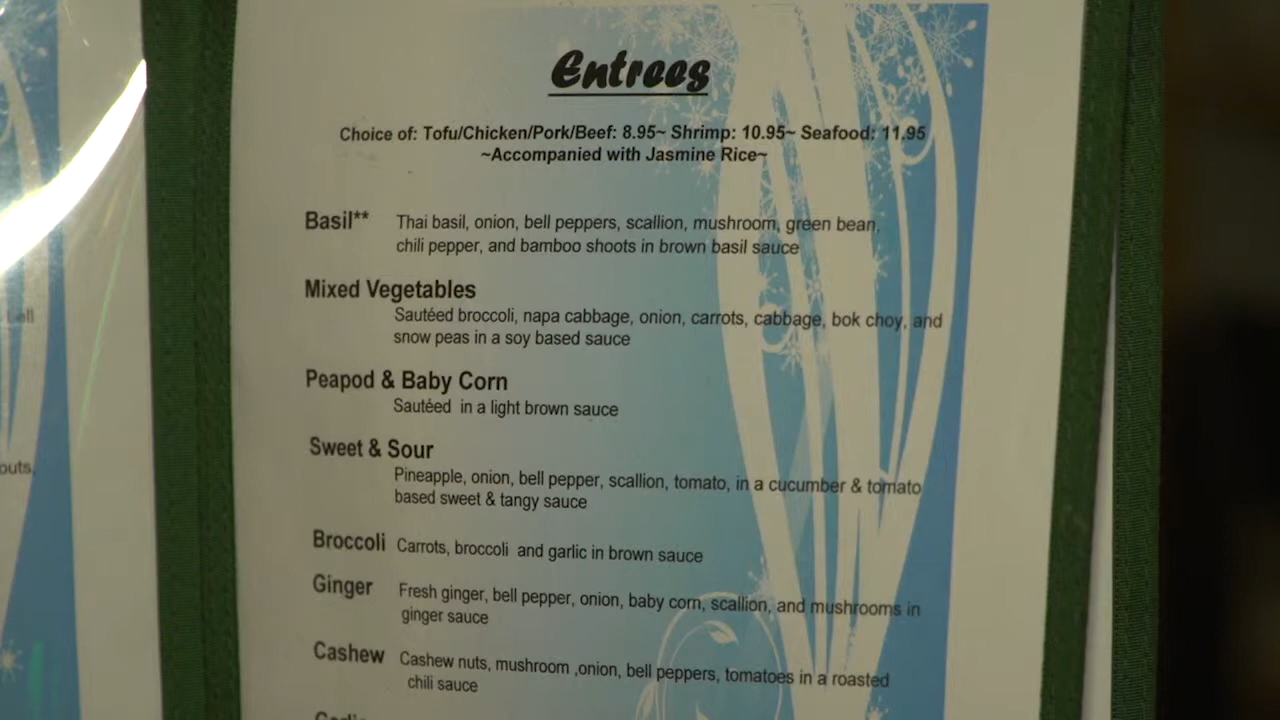 Entrees
Choice of: Tofu/Chicken/Pork/Beef: 8.95~ Shrimp: 10.95~ Seafood: 11.95
~Accompanied with Jasmine Rice~
Basil** Thai basil, onion, bell peppers, scallion, mushroom, green bean,
chili pepper, and bamboo shoots in brown basil sauce
Mixed Vegetables
Sautéed broccoli, napa cabbage, onion, carrots, cabbage, bok choy, and
snow peas in a soy based sauce
Peapod & Baby Corn
Sautéed in a light brown sauce
Sweet & Sour
Pineapple, onion, bell pepper, scallion, tomato, in a cucumber & tomato
based sweet & tangy sauce
Broccoli Carrots, broccoli and garlic in brown sauce
Ginger Fresh ginger, bell pepper, onion, baby corn, scallion, and mushrooms in
ginger sauce
Cashew Cashew nuts, mushroom ,onion, bell peppers, tomatoes in a roasted
chili sauce